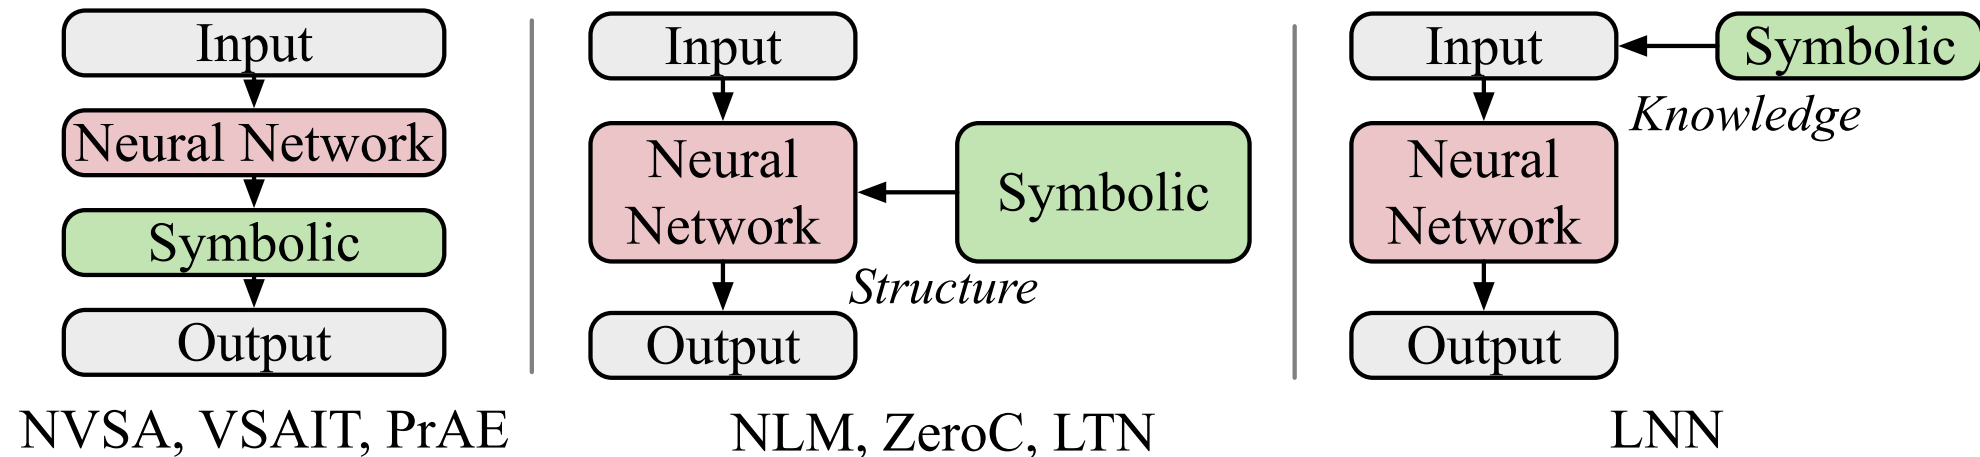 Input
Neural Network
Symbolic
Output
NVSA, VSAIT, PrAE
Input
Neural
Network
Symbolic
Structure
Output
NLM, ZeroC, LTN
Input
Symbolic
Knowledge
Neural
Network
Output
LNN